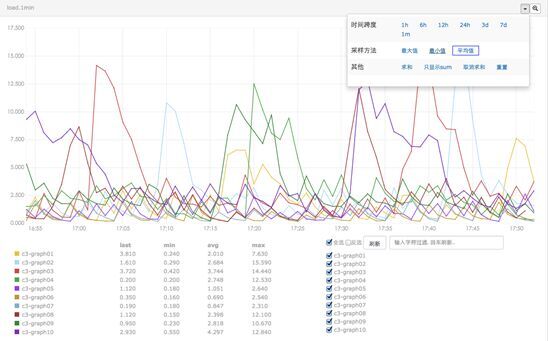 load.1min
时间跨度 1h 6h 12h 24h 3d 7d
1m
采样方法 最大值 最小值 平均值
其他 求和 只显示sum 取消求和 重置
17.500
15.000
12.500
10.000
7.500
5.000
2.500
0.000
16:55 17:00 17:05 17:10 17:15 17:20 17:25 17:30 17:35 17:40 17:45 17:50
last min avg max
c3-graph01 3.810 0.240 2.010 7.630
c3-graph02 1.610 0.290 2.684 15.590
c3-graph03 3.720 0.420 3.744 14.440
c3-graph04 0.200 0.200 2.748 12.530
c3-graph05 1.120 0.180 1.051 2.640
c3-graph06 0.350 0.160 0.690 2.540
c3-graph07 0.190 0.180 0.847 2.310
c3-graph08 1.120 0.150 2.398 12.100
c3-graph09 0.950 0.230 2.818 10.670
c3-graph10 2.930 0.550 4.297 12.840
全选 反选 刷新 输入字符过滤, 回车刷新..
c3-graph01
c3-graph02
c3-graph03
c3-graph04
c3-graph05
c3-graph06
c3-graph07
c3-graph08
c3-graph09
c3-graph10